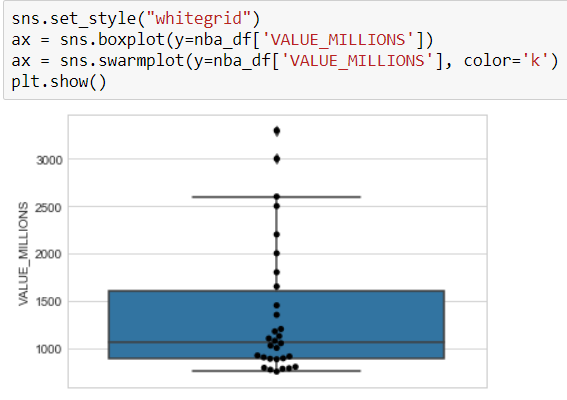 sns.set_style("whitegrid")
ax = sns.boxplot(y=nba_df['VALUE_MILLIONS'])
ax = sns.swarmplot(y=nba_df['VALUE_MILLIONS'], color='k')
plt.show()
3000
2500
2000
1500
1000
VALUE_MILLIONS